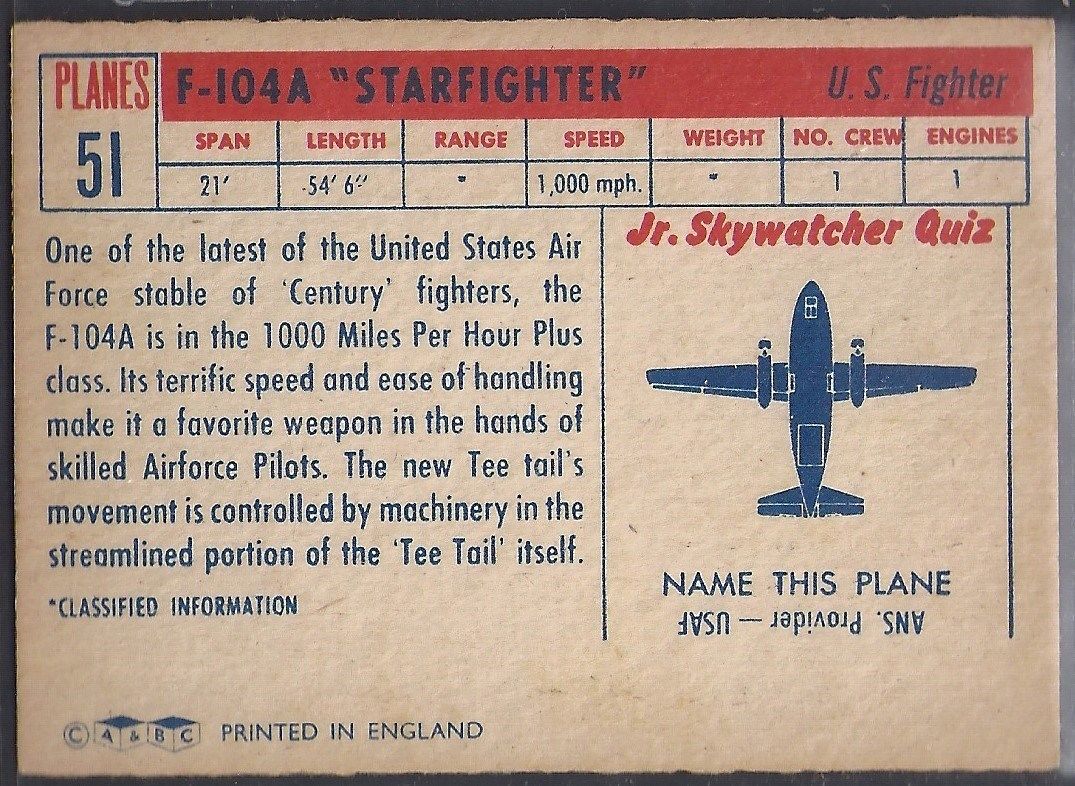 PLANES
51
F-104A "STARFIGHTER" U. S. Fighter
SPAN LENGTH RANGE SPEED WEIGHT NO. CREW ENGINES
21' 54' 6" * 1,000 mph. * 1 1
One of the latest of the United States Air
Force stable of 'Century' fighters, the
F-104A is in the 1000 Miles Per Hour Plus
class. Its terrific speed and ease of handling
make it a favorite weapon in the hands of
skilled Airforce Pilots. The new Tee tail's
movement is controlled by machinery in the
streamlined portion of the 'Tee Tail' itself.
*CLASSIFIED INFORMATION
Jr. Skywatcher Quiz
NAME THIS PLANE
ANS. Provider — USAF
© A & B C PRINTED IN ENGLAND